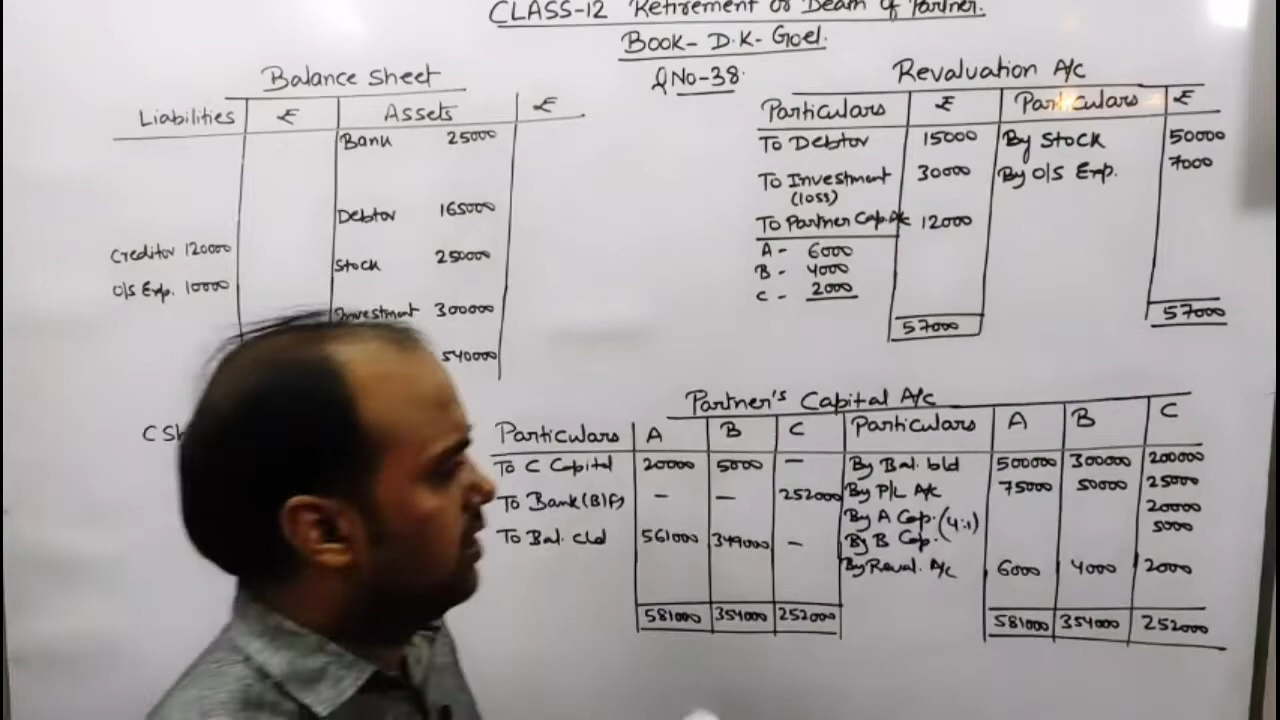 CLASS-12 Retirement or Death of Partner.
Book- D.K- Goel.
QNo-38.
Balance Sheet
Liabilities ₹ Assets ₹
Bank 25000
Debtor 165000
Creditor 120000
Stock 250000
O/S Exp. 10000
Investment 300000
540000
C Sh
Revaluation A/c
Particulars ₹ Particulars ₹
To Debtor 15000 By Stock 50000
To Investment 30000 By O/S Exp. 7000
(loss)
To Partner Cap. A/c 12000
A - 6000
B - 4000
C - 2000
57000 57000
Partner's Capital A/c
Particulars A B C Particulars A B C
To C Capital 20000 5000 - By Bal. b/d 500000 300000 200000
To Bank (B/F) - - 252000 By P/L A/c 75000 50000 25000
By A Cap. (4:1) 20000
To Bal. c/d 561000 349000 - By B Cap. 5000
By Reval. A/c 6000 4000 2000
581000 354000 252000 581000 354000 252000